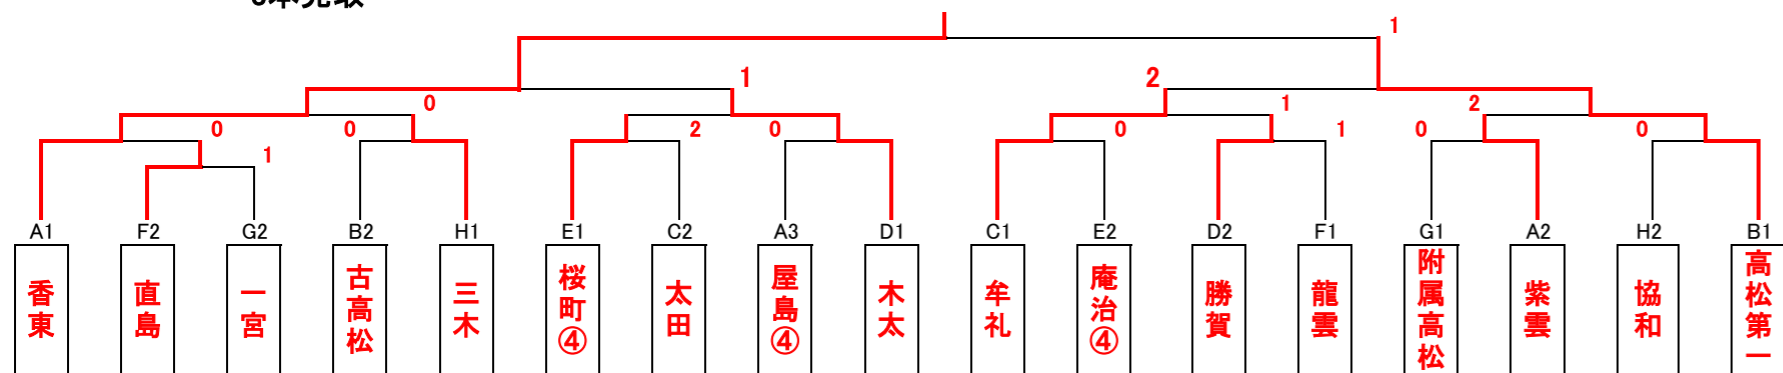 1
1
2
0
1
2
0
0
2
0
0
1
0
0
1
A1
F2
G2
B2
H1
E1
C2
A3
D1
C1
E2
D2
F1
G1
A2
H2
B1
香東
直島
一宮
古高松
三木
桜町④
太田
屋島④
木太
牟礼
庵治④
勝賀
龍雲
附属高松
紫雲
協和
高松第一